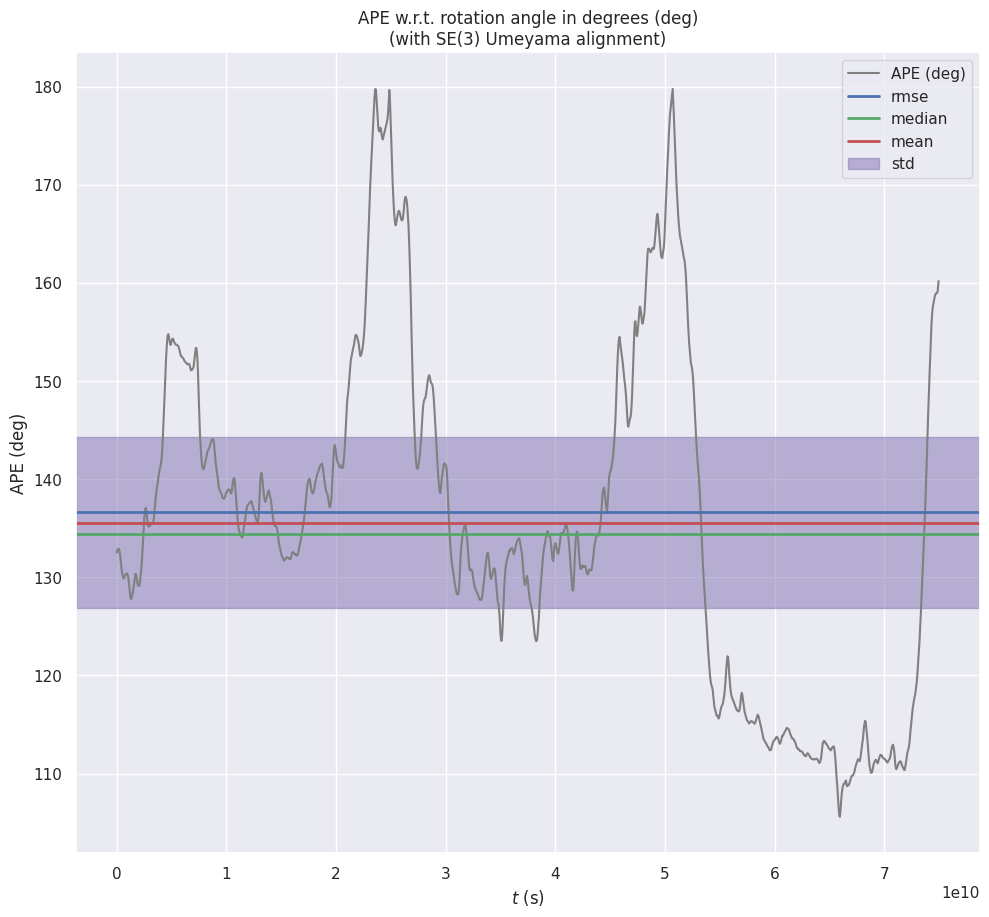 APE w.r.t. rotation angle in degrees (deg)
(with SE(3) Umeyama alignment)
APE (deg)
rmse
median
mean
std
180
170
160
150
140
130
120
110
APE (deg)
0 1 2 3 4 5 6 7
1e10
t (s)